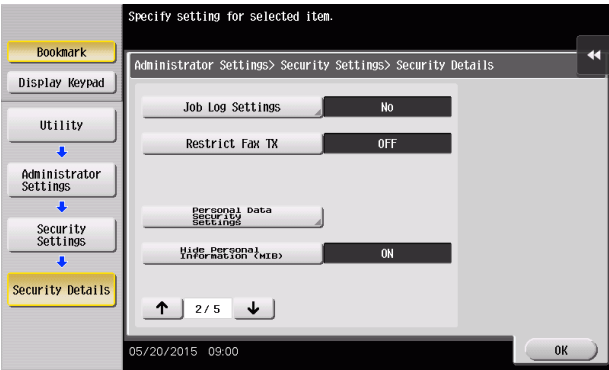 Specify setting for selected item.
Bookmark
Display Keypad
Utility
Administrator
Settings
Security
Settings
Security Details
Administrator Settings> Security Settings> Security Details
Job Log Settings
No
Restrict Fax TX
OFF
Personal Data
Security
Settings
Hide Personal
Information (MIB)
ON
2/ 5
05/20/2015 09:00
OK